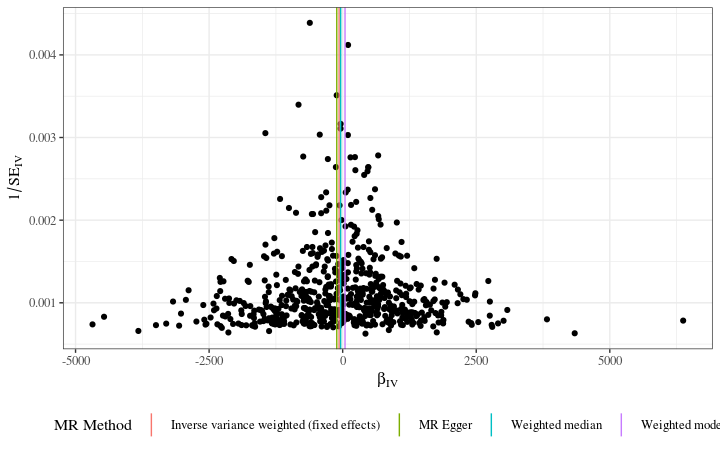 0.004
0.003
0.002
0.001
1/SE_IV
-5000 -2500 0 2500 5000
β_IV
MR Method Inverse variance weighted (fixed effects) MR Egger Weighted median Weighted mode